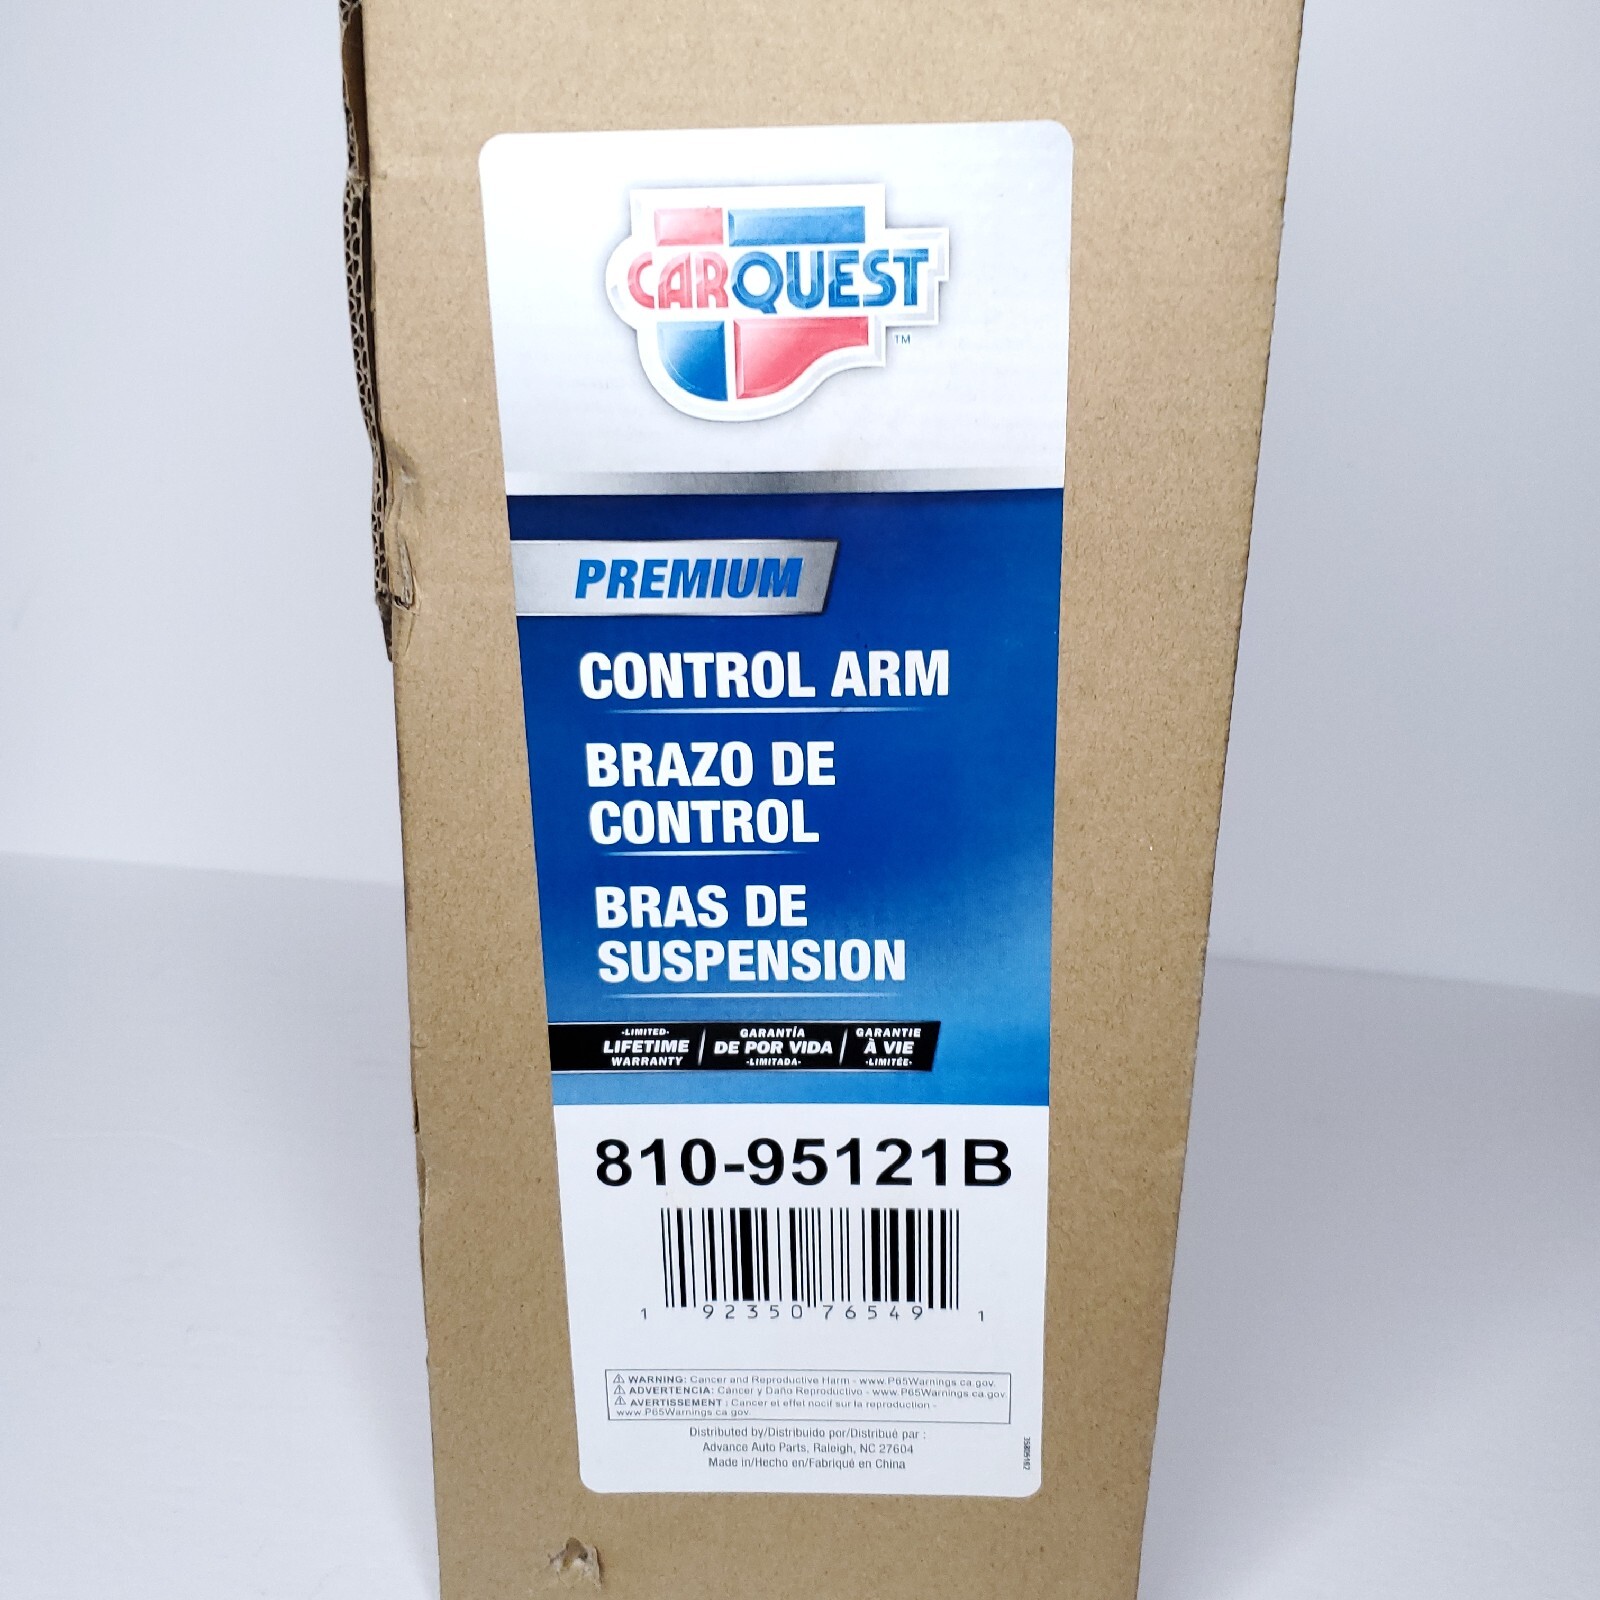 CARQUEST
TM
PREMIUM
CONTROL ARM
BRAZO DE
CONTROL
BRAS DE
SUSPENSION
-LIMITED-
LIFETIME
WARRANTY
GARANTÍA
DE POR VIDA
-LIMITADA-
GARANTIE
À VIE
-LIMITÉE-
810-95121B
1 92350 76549 1
⚠ WARNING: Cancer and Reproductive Harm - www.P65Warnings.ca.gov.
⚠ ADVERTENCIA: Cáncer y Daño Reproductivo - www.P65Warnings.ca.gov.
⚠ AVERTISSEMENT : Cancer et effet nocif sur la reproduction -
www.P65Warnings.ca.gov.
Distributed by/Distribuido por/Distribué par :
Advance Auto Parts, Raleigh, NC 27604
Made in/Hecho en/Fabriqué en China